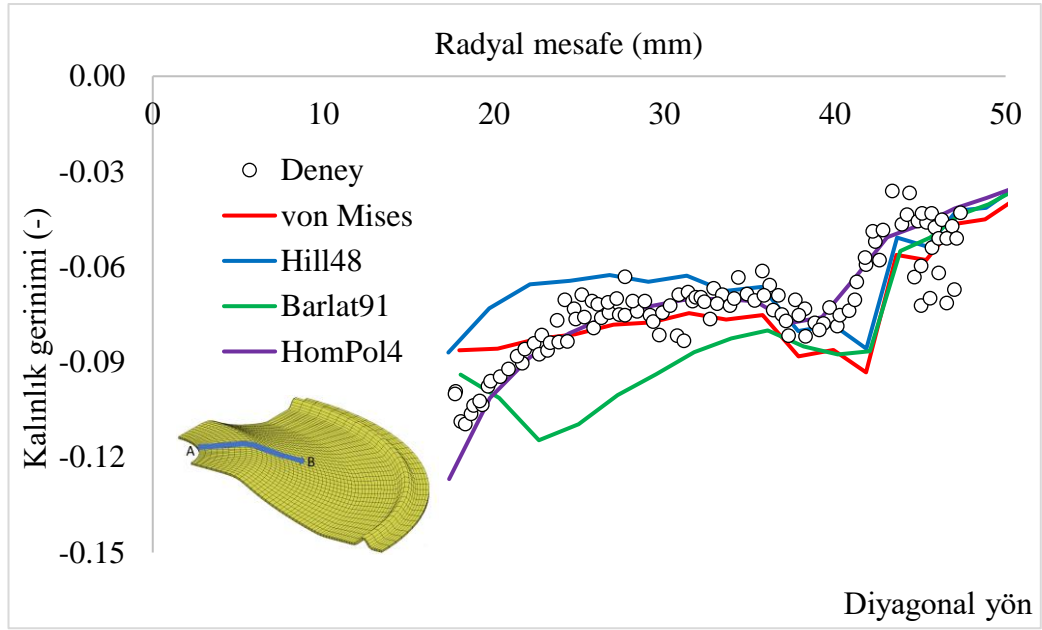 Radyal mesafe (mm)
0.00
0 10 20 30 40 50
-0.03
-0.06
-0.09
-0.12
-0.15
Kalınlık gerinimi (-)
Deney
von Mises
Hill48
Barlat91
HomPol4
A
B
Diyagonal yön